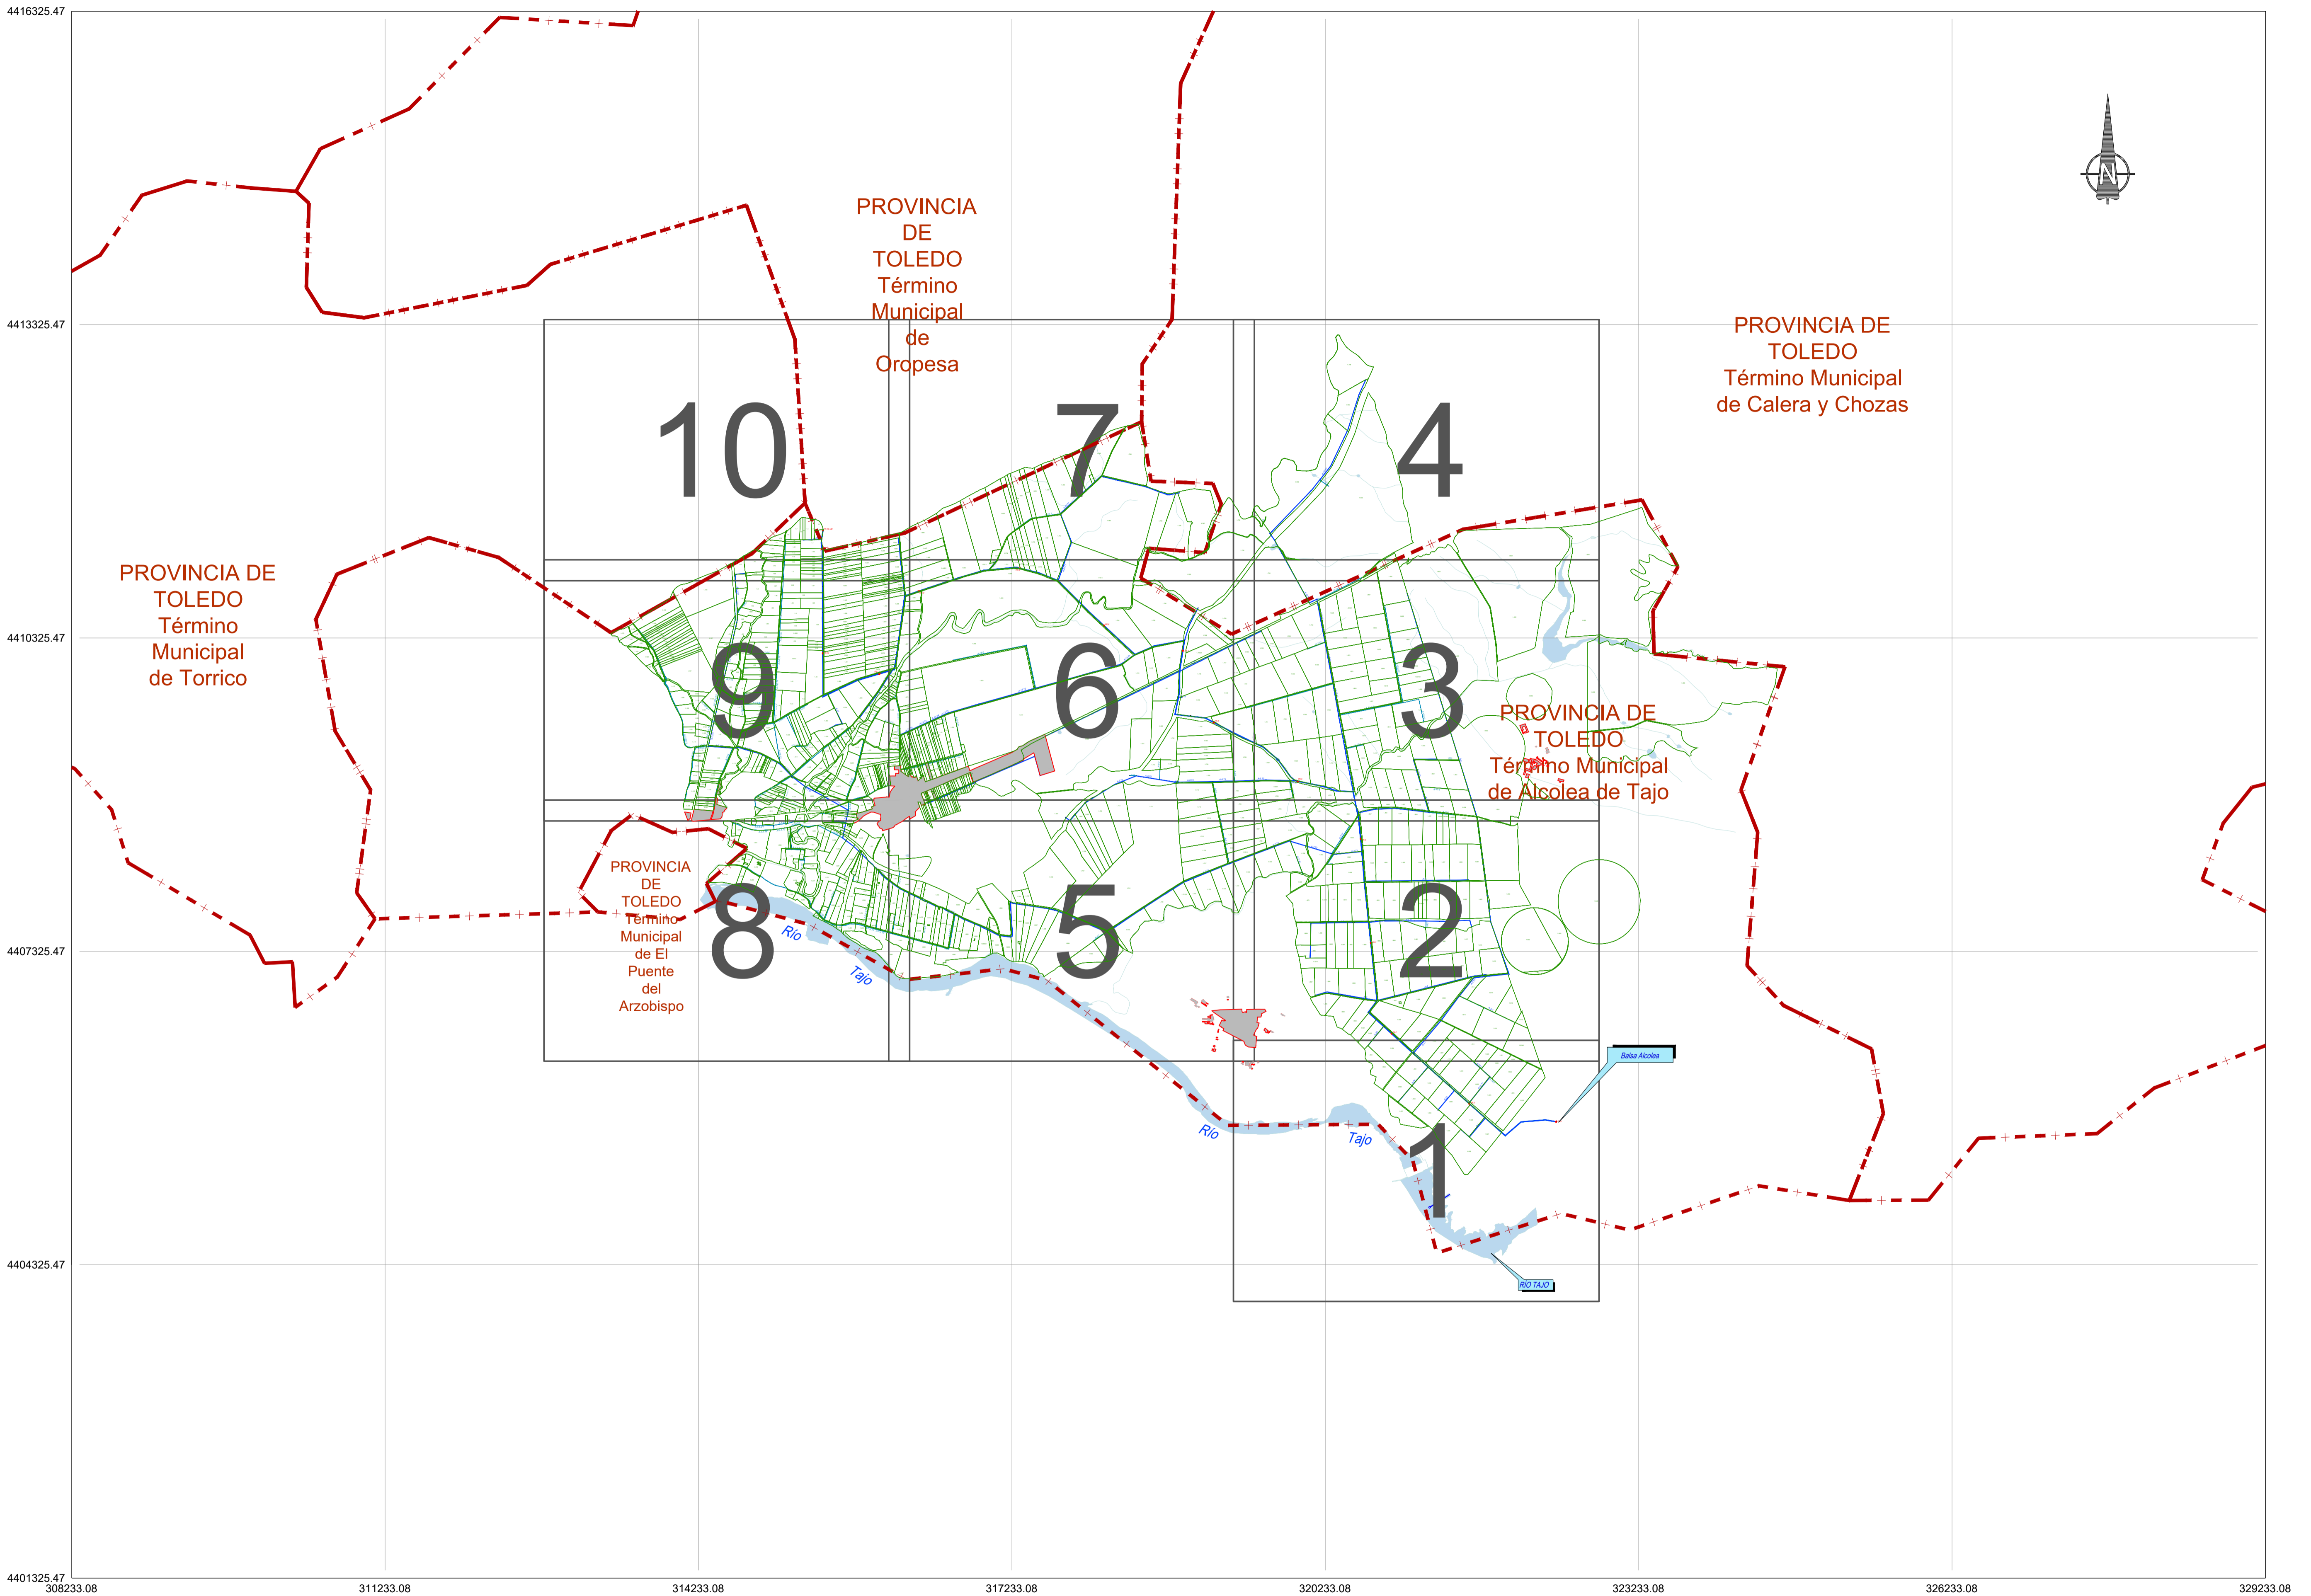 4416325.47
N
PROVINCIA
DE
TOLEDO
Término
Municipal
de
Oropesa
4413325.47
PROVINCIA DE
TOLEDO
Término Municipal
de Calera y Chozas
10
7
4
PROVINCIA DE
TOLEDO
Término
Municipal
de Torrico
4410325.47
9
6
3
PROVINCIA DE
TOLEDO
Término Municipal
de Alcolea de Tajo
PROVINCIA
DE
TOLEDO
Término
Municipal
de El
Puente
del
Arzobispo
8
5
2
Río
Tajo
4407325.47
Balsa Alcolea
Río
Tajo
1
4404325.47
RÍO TAJO
4401325.47
308233.08
311233.08
314233.08
317233.08
320233.08
323233.08
326233.08
329233.08